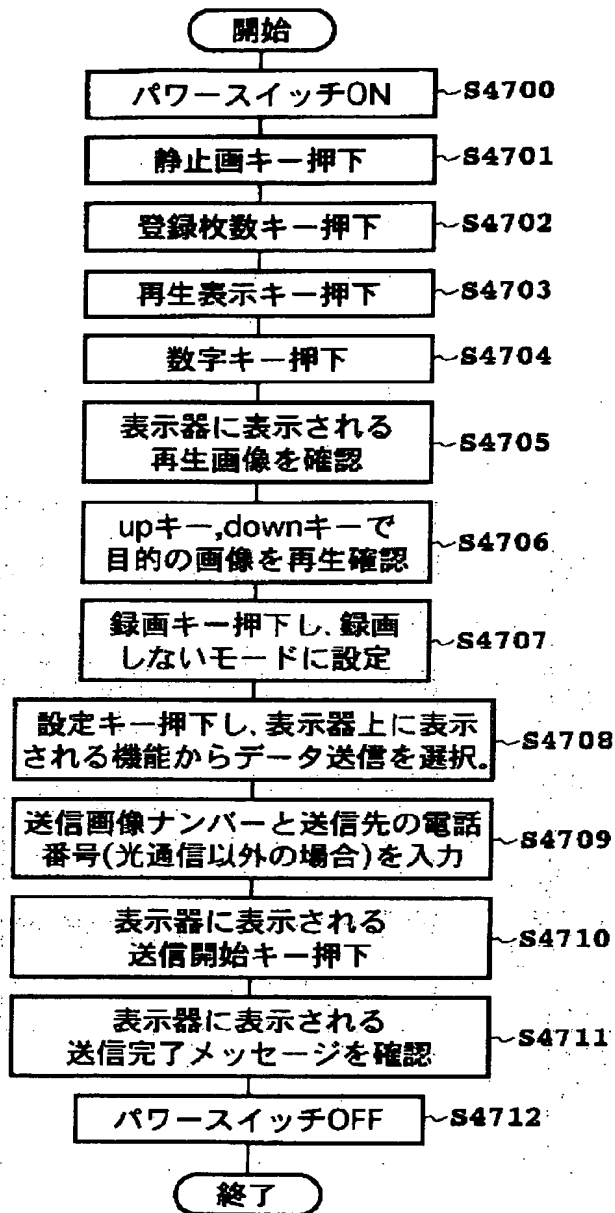 開始
パワースイッチON
S4700
静止画キー押下
S4701
登録枚数キー押下
S4702
再生表示キー押下
S4703
数字キー押下
S4704
表示器に表示される
再生画像を確認
S4705
upキー,downキーで
目的の画像を再生確認
S4706
録画キー押下し、録画
しないモードに設定
S4707
設定キー押下し、表示器上に表示
される機能からデータ送信を選択。
S4708
送信画像ナンバーと送信先の電話
番号(光通信以外の場合)を入力
S4709
表示器に表示される
送信開始キー押下
S4710
表示器に表示される
送信完了メッセージを確認
S4711
パワースイッチOFF
S4712
終了